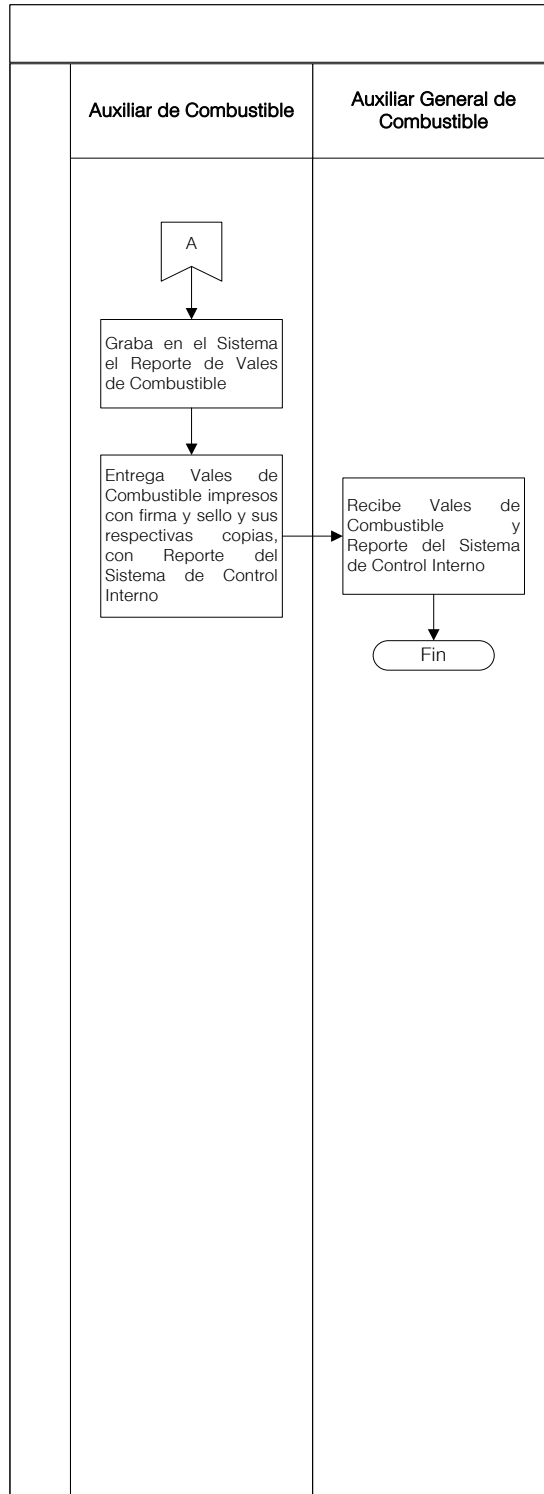 Auxiliar de Combustible
Auxiliar General de
Combustible
A
Graba en el Sistema
el Reporte de Vales
de Combustible
Entrega Vales de
Combustible impresos
con firma y sello y sus
respectivas copias,
con Reporte del
Sistema de Control
Interno
Recibe Vales de
Combustible y
Reporte del Sistema
de Control Interno
Fin